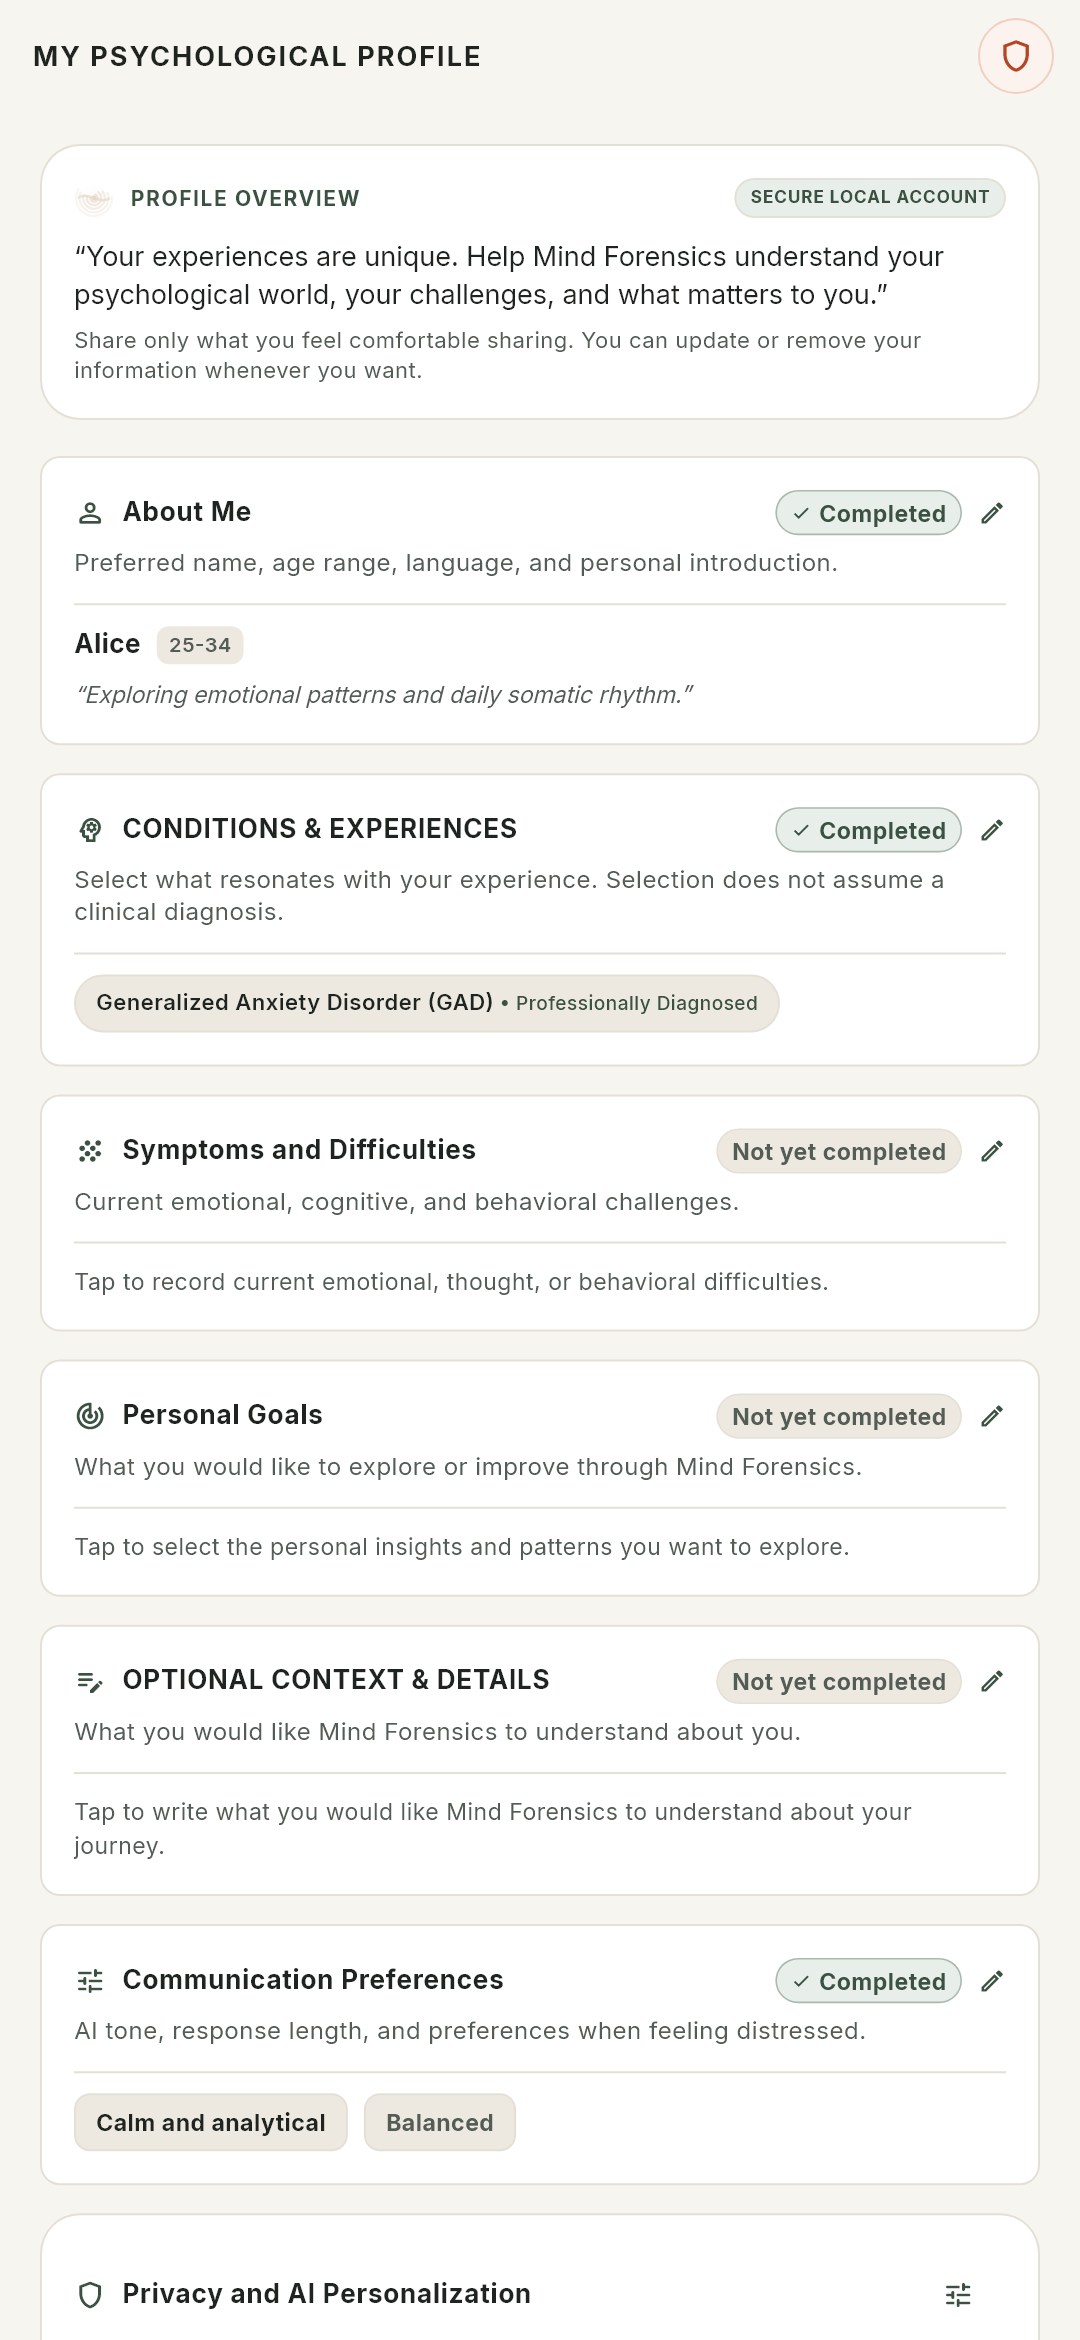 MY PSYCHOLOGICAL PROFILE
PROFILE OVERVIEW
SECURE LOCAL ACCOUNT
“Your experiences are unique. Help Mind Forensics understand your
psychological world, your challenges, and what matters to you.”
Share only what you feel comfortable sharing. You can update or remove your
information whenever you want.
About Me
Completed
Preferred name, age range, language, and personal introduction.
Alice
25-34
“Exploring emotional patterns and daily somatic rhythm.”
CONDITIONS & EXPERIENCES
Completed
Select what resonates with your experience. Selection does not assume a
clinical diagnosis.
Generalized Anxiety Disorder (GAD) • Professionally Diagnosed
Symptoms and Difficulties
Not yet completed
Current emotional, cognitive, and behavioral challenges.
Tap to record current emotional, thought, or behavioral difficulties.
Personal Goals
Not yet completed
What you would like to explore or improve through Mind Forensics.
Tap to select the personal insights and patterns you want to explore.
OPTIONAL CONTEXT & DETAILS
Not yet completed
What you would like Mind Forensics to understand about you.
Tap to write what you would like Mind Forensics to understand about your
journey.
Communication Preferences
Completed
AI tone, response length, and preferences when feeling distressed.
Calm and analytical
Balanced
Privacy and AI Personalization